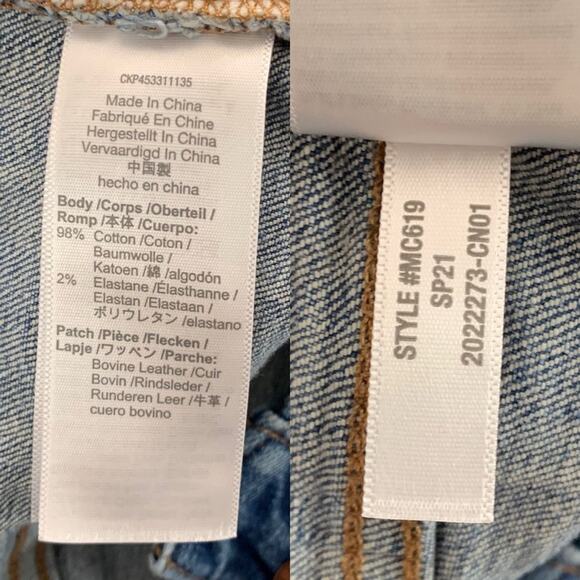 CKP453311135
Made In China
Fabriqué En Chine
Hergestellt In China
Vervaardigd In China
中国製
hecho en china
Body /Corps /Oberteil /
Romp /本体 /Cuerpo:
98% Cotton /Coton /
Baumwolle /
Katoen /綿 /algodón
2% Elastane /Élasthanne /
Elastan /Elastaan /
ポリウレタン /elastano
Patch /Pièce /Flecken /
Lapje /ワッペン /Parche:
Bovine Leather /Cuir
Bovin /Rindsleder /
Runderen Leer /牛革 /
cuero bovino
STYLE #MC619
SP21
2022273-CN01